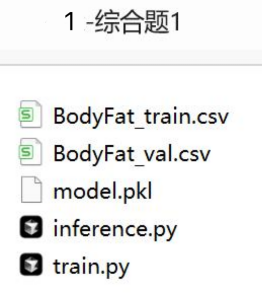 1 -综合题1
BodyFat_train.csv
BodyFat_val.csv
model.pkl
inference.py
train.py